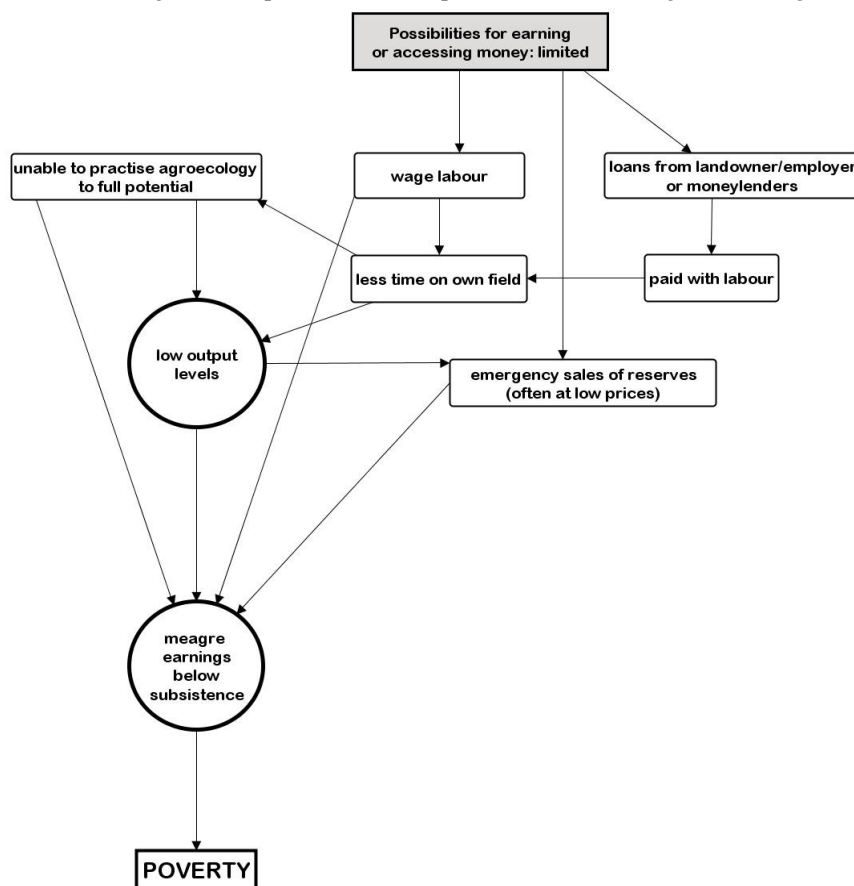 Possibilities for earning
or accessing money: limited
unable to practise agroecology
to full potential
wage labour
loans from landowner/employer
or moneylenders
less time on own field
paid with labour
low output
levels
emergency sales of reserves
(often at low prices)
meagre
earnings
below
subsistence
POVERTY